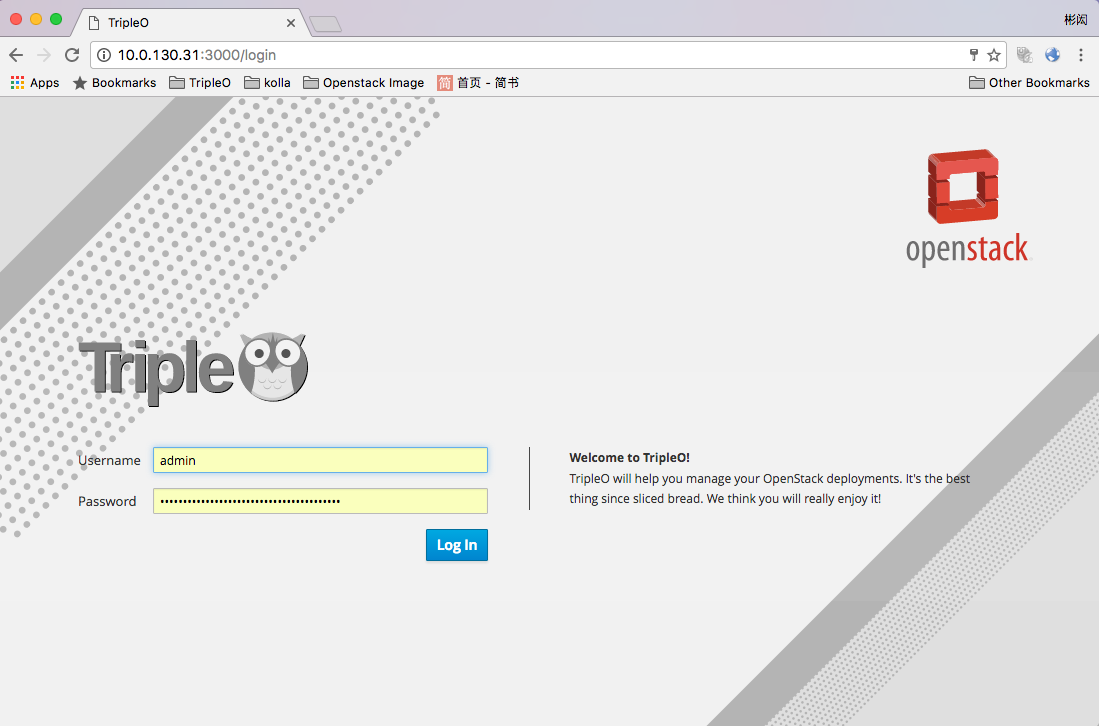 TripleO
彬闳
10.0.130.31:3000/login
Apps Bookmarks TripleO kolla Openstack Image 简 首页 - 简书 Other Bookmarks
openstack
TripleO
Username admin
Password
Log In
Welcome to TripleO!
TripleO will help you manage your OpenStack deployments. It's the best
thing since sliced bread. We think you will really enjoy it!